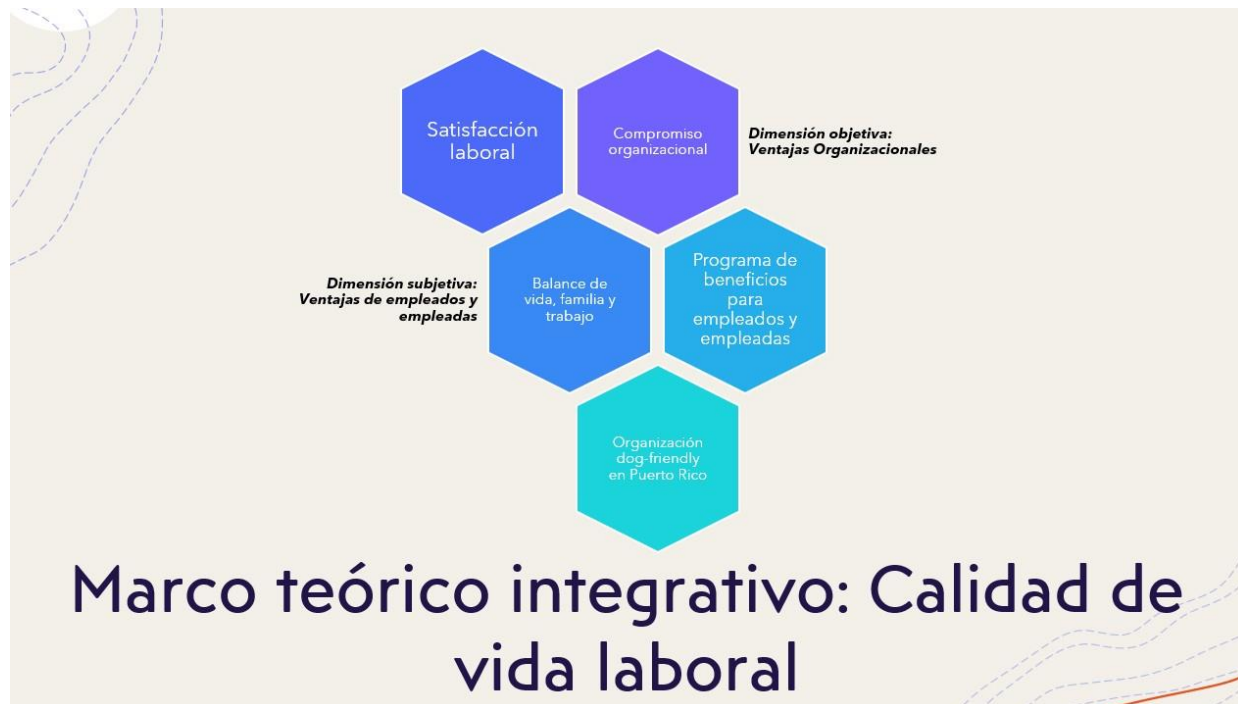 Satisfacción
laboral
Compromiso
organizacional
Dimensión objetiva:
Ventajas Organizacionales
Dimensión subjetiva:
Ventajas de empleados y
empleadas
Balance de
vida, familia y
trabajo
Programa de
beneficios
para
empleados y
empleadas
Organización
dog-friendly
en Puerto Rico
Marco teórico integrativo: Calidad de
vida laboral